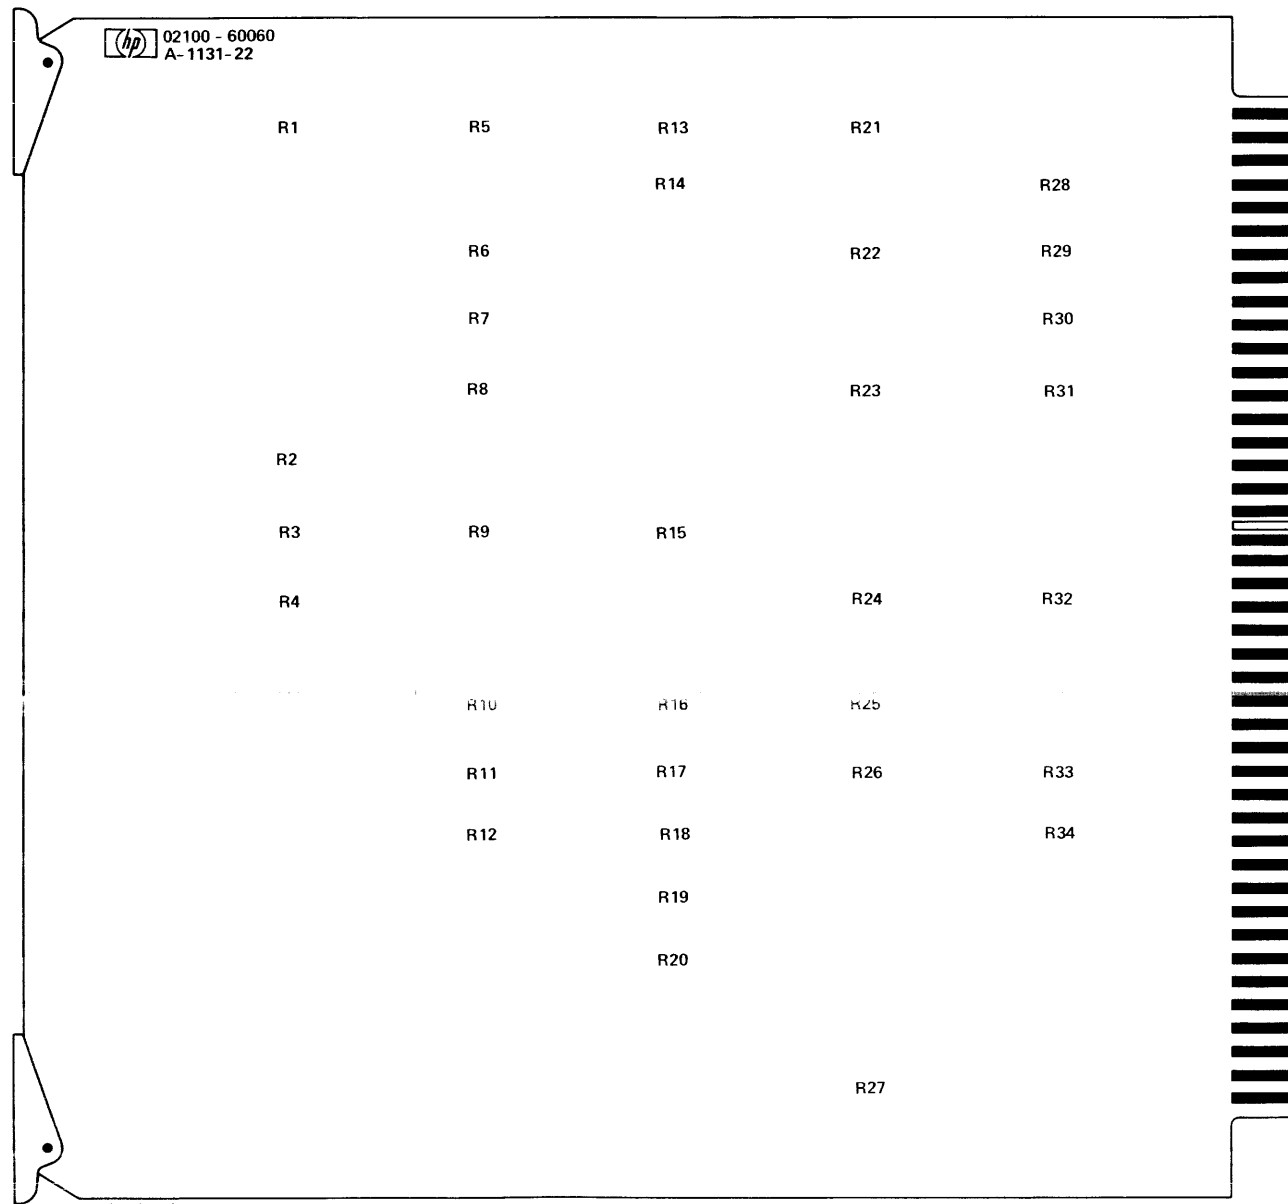 hp 02100 - 60060
A-1131-22
R1 R5 R13 R21
R14 R28
R6 R22 R29
R7 R30
R8 R23 R31
R2
R3 R9 R15
R4 R24 R32
R10 R16 R25
R11 R17 R26 R33
R12 R18 R34
R19
R20
R27